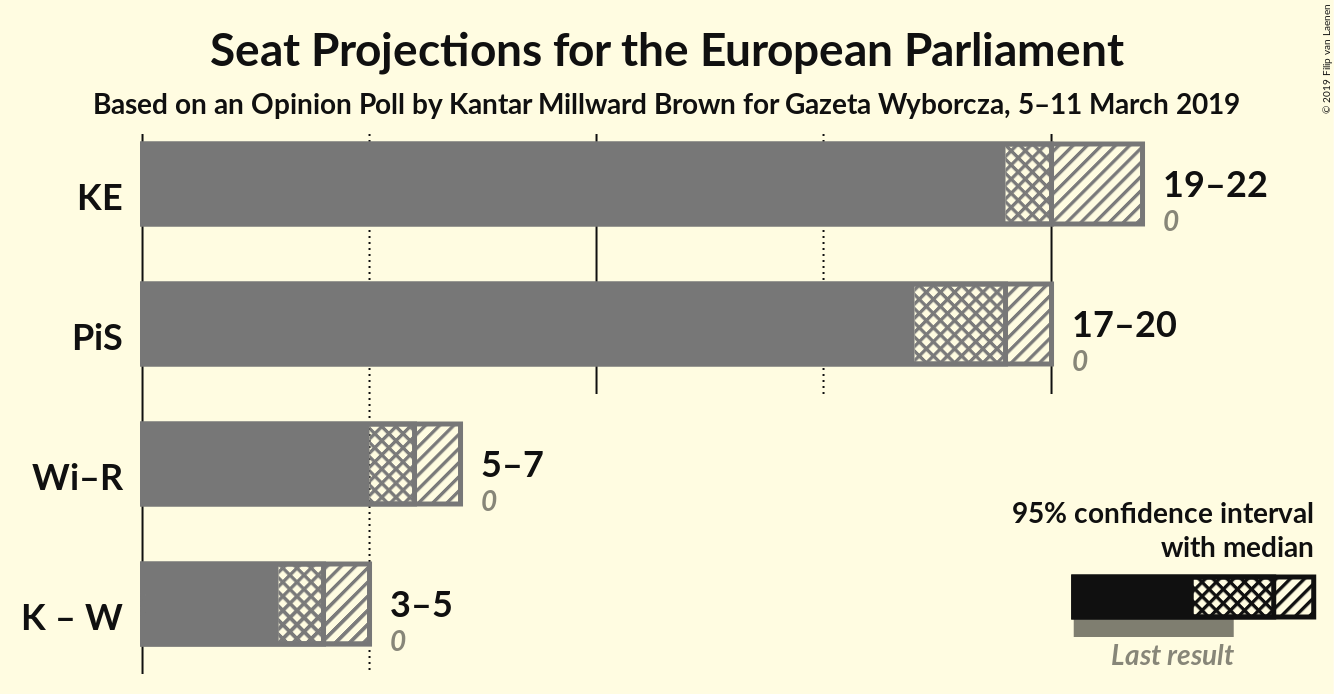 Seat Projections for the European Parliament
Based on an Opinion Poll by Kantar Millward Brown for Gazeta Wyborcza, 5–11 March 2019
© 2019 Filip van Laenen
KE
19–22
0
PiS
17–20
0
Wi–R
5–7
0
K – W
3–5
0
95% confidence interval
with median
Last result